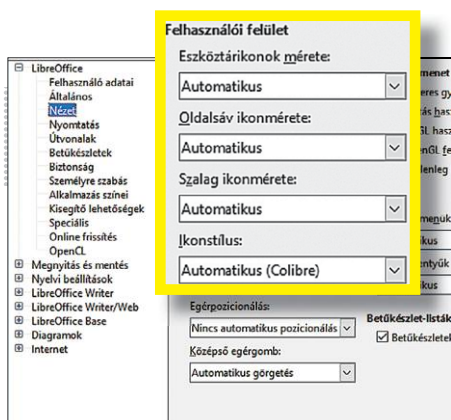 LibreOffice
Felhasználó adatai
Általános
Nézet
Nyomtatás
Útvonalak
Betűkészletek
Biztonság
Személyre szabás
Alkalmazás színei
Kisegítő lehetőségek
Speciális
Online frissítés
OpenCL
Megnyitás és mentés
Nyelvi beállítások
LibreOffice Writer
LibreOffice Writer/Web
LibreOffice Base
Diagramok
Internet
Felhasználói felület
Eszköztárikonok mérete:
Automatikus
Oldalsáv ikonmérete:
Automatikus
Szalag ikonmérete:
Automatikus
Ikonstílus:
Automatikus (Colibre)
Egérpozicionálás:
Nincs automatikus pozicionálás
Középső egérgomb:
Automatikus görgetés
menet
Betűkészlet-listák
Betűkészletek